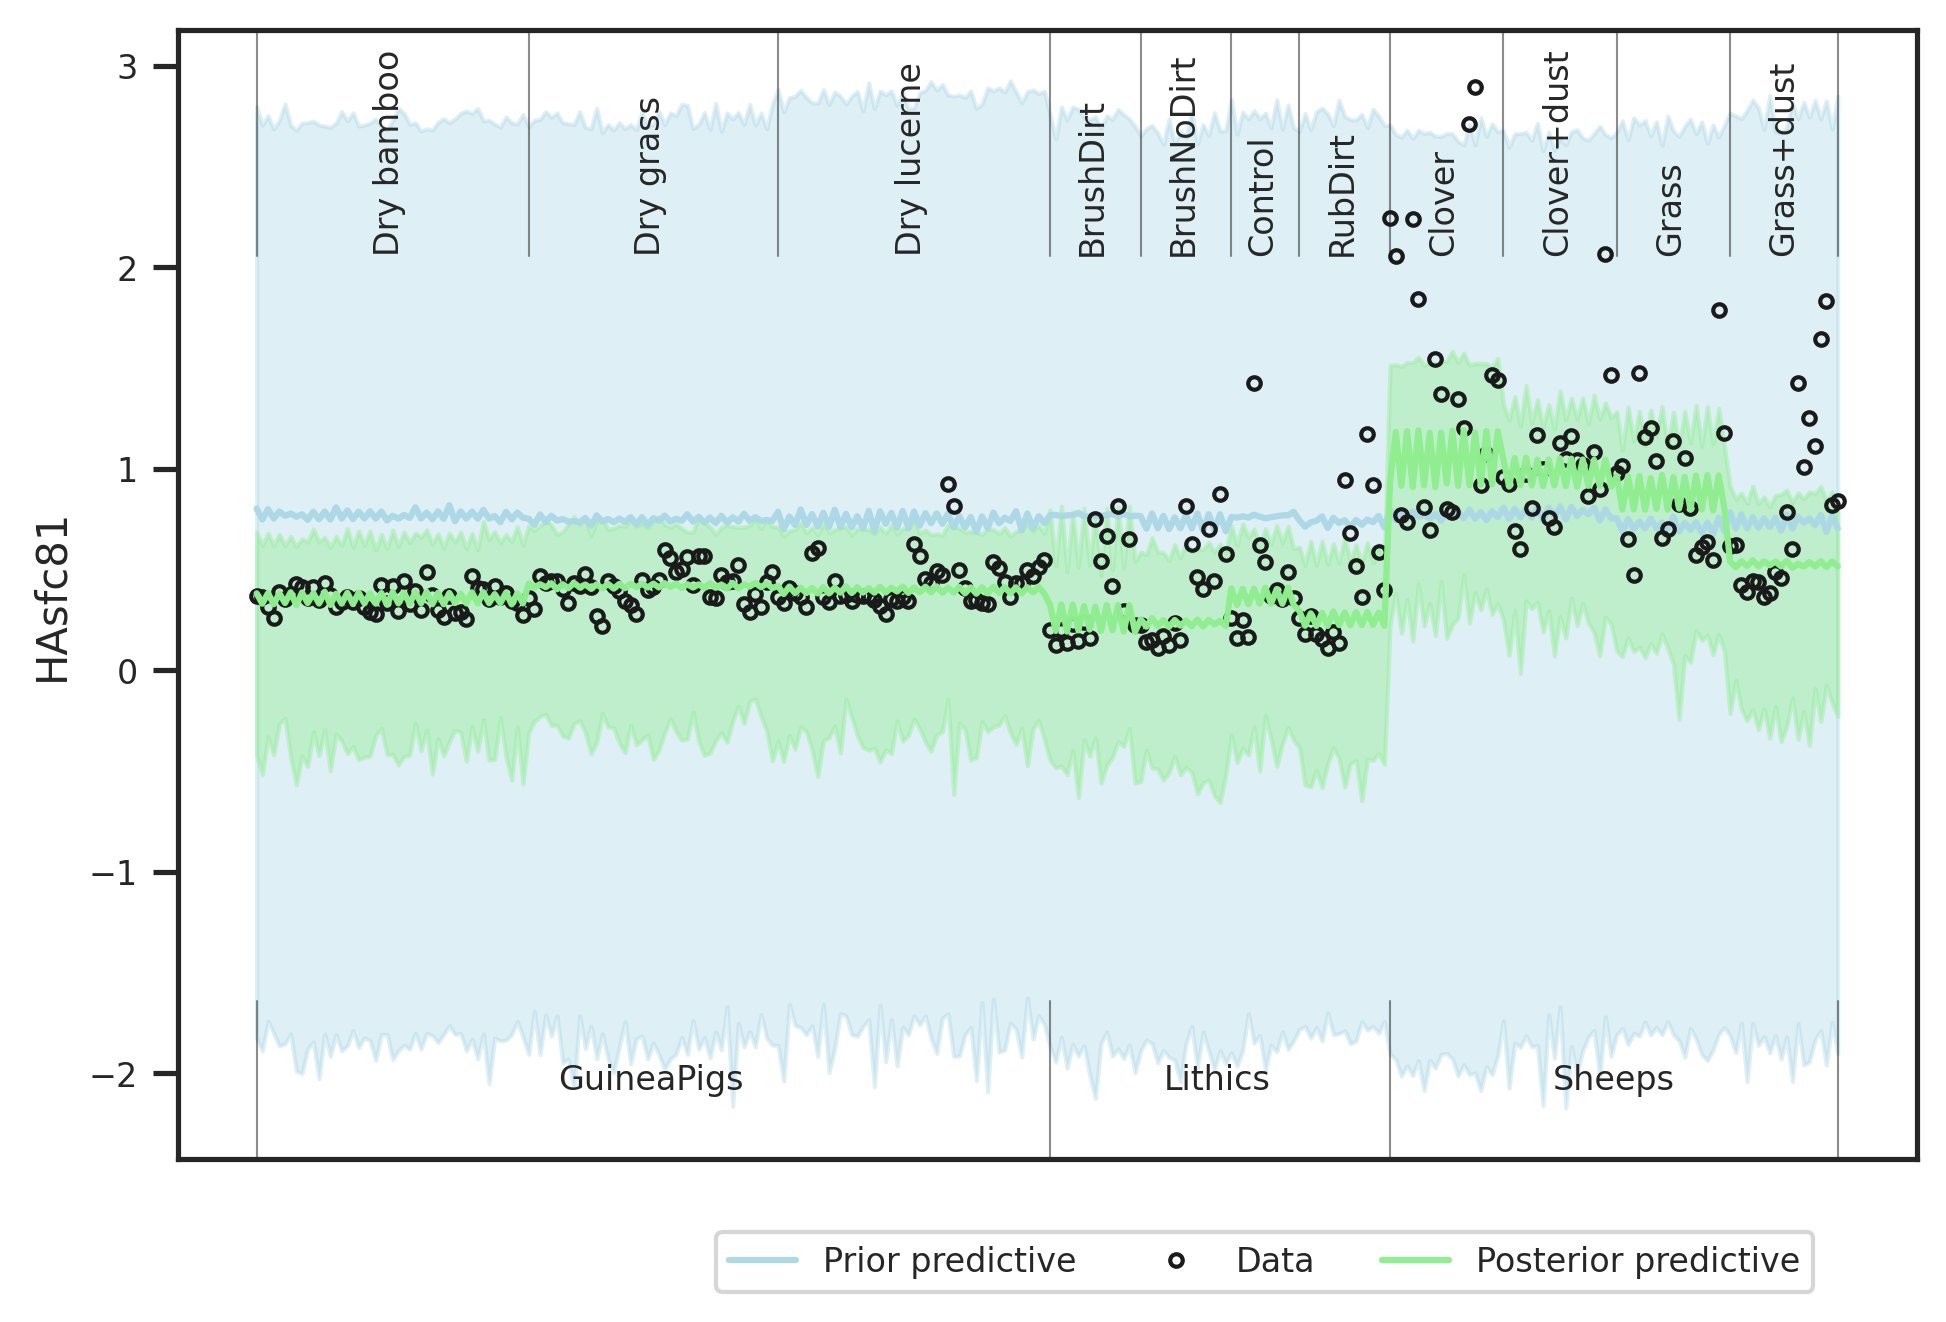 3
2
1
0
−1
−2
HAsfc81
Dry bamboo
Dry grass
Dry lucerne
BrushDirt
BrushNoDirt
Control
RubDirt
Clover
Clover+dust
Grass
Grass+dust
GuineaPigs
Lithics
Sheeps
Prior predictive
Data
Posterior predictive